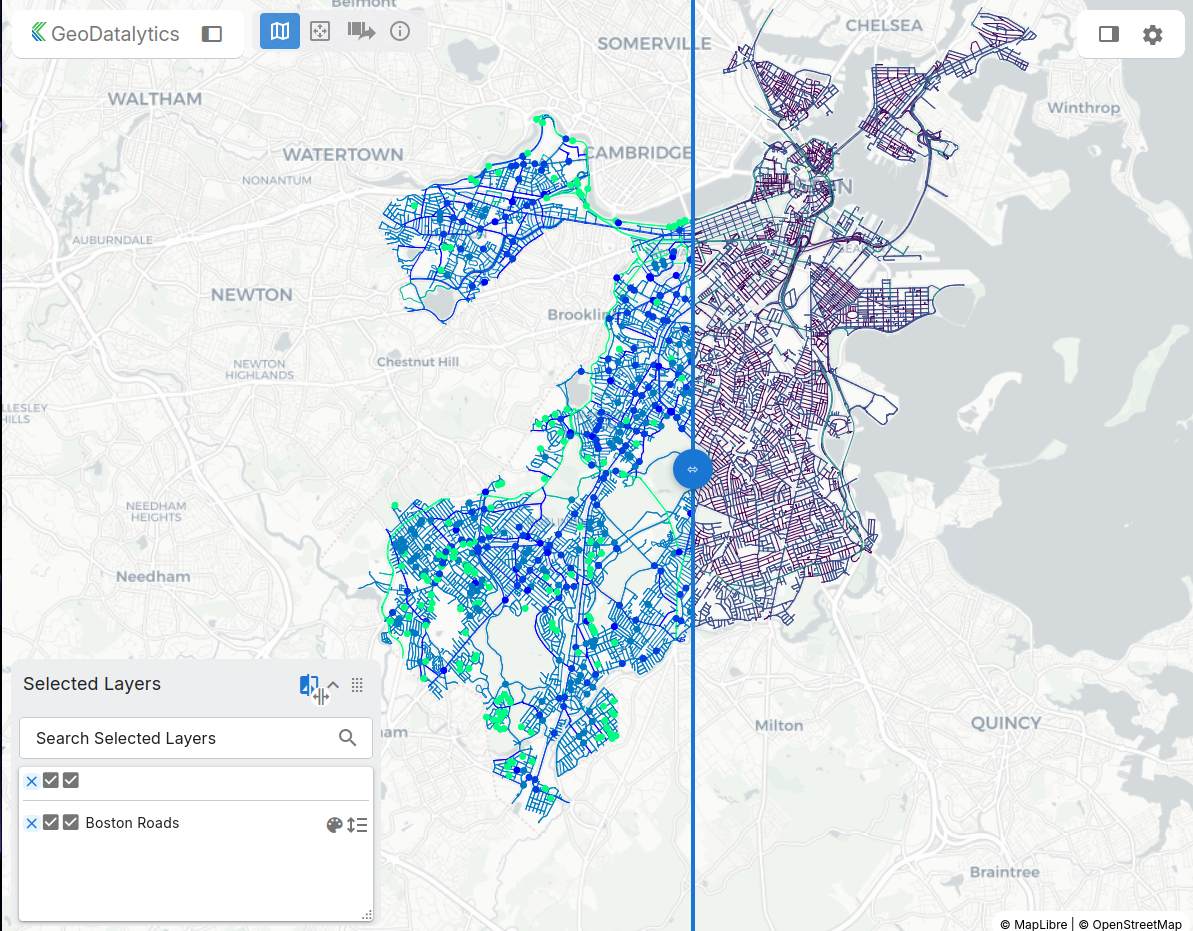 GeoDatalytics
Belmont
SOMERVILLE
CHELSEA
WALTHAM
Winthrop
WATERTOWN
CAMBRIDGE
NONANTUM
AUBURNDALE
NEWTON
Chestnut Hill
NEWTON
HIGHLANDS
NEEDHAM
HEIGHTS
Needham
Selected Layers
Search Selected Layers
Boston Roads
Milton
QUINCY
Braintree
© MapLibre | © OpenStreetMap